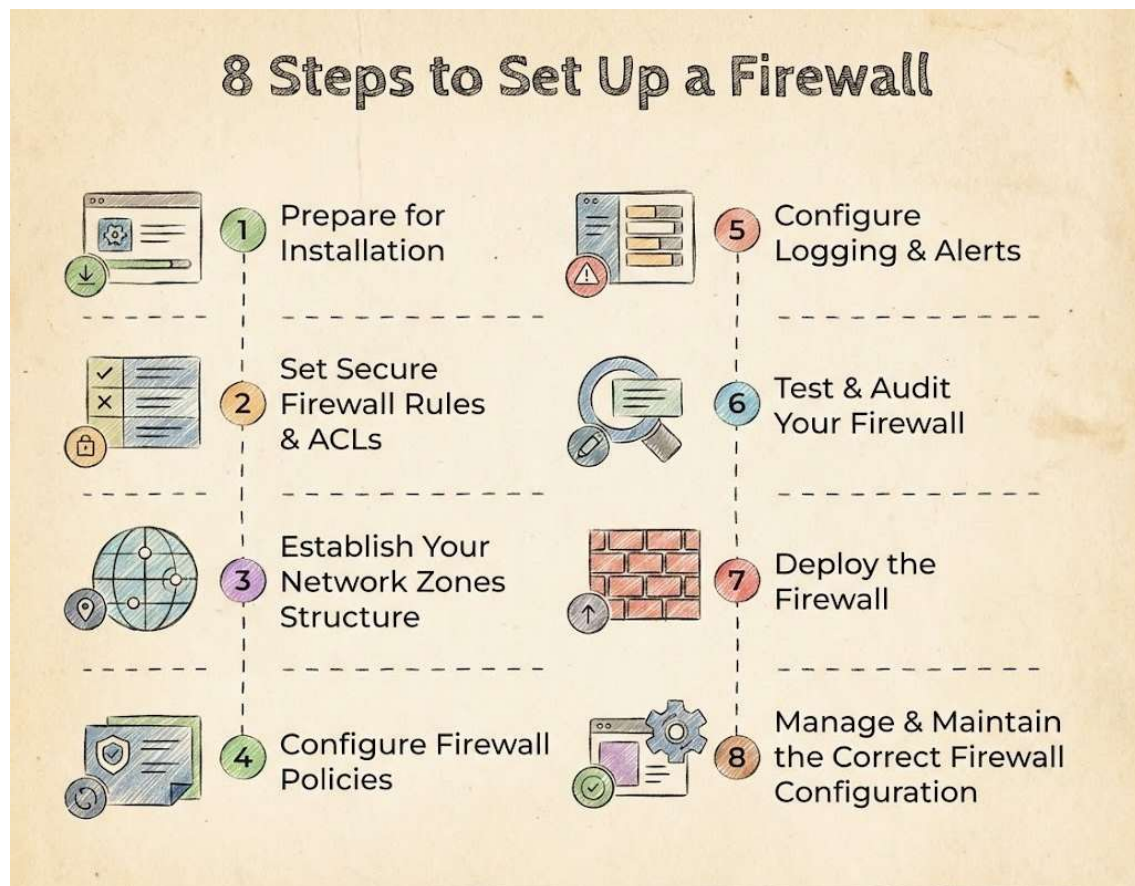 8 Steps to Set Up a Firewall
1
Prepare for
Installation
2
Set Secure
Firewall Rules
& ACLs
3
Establish Your
Network Zones
Structure
4
Configure Firewall
Policies
5
Configure
Logging & Alerts
6
Test & Audit
Your Firewall
7
Deploy the
Firewall
8
Manage & Maintain
the Correct Firewall
Configuration